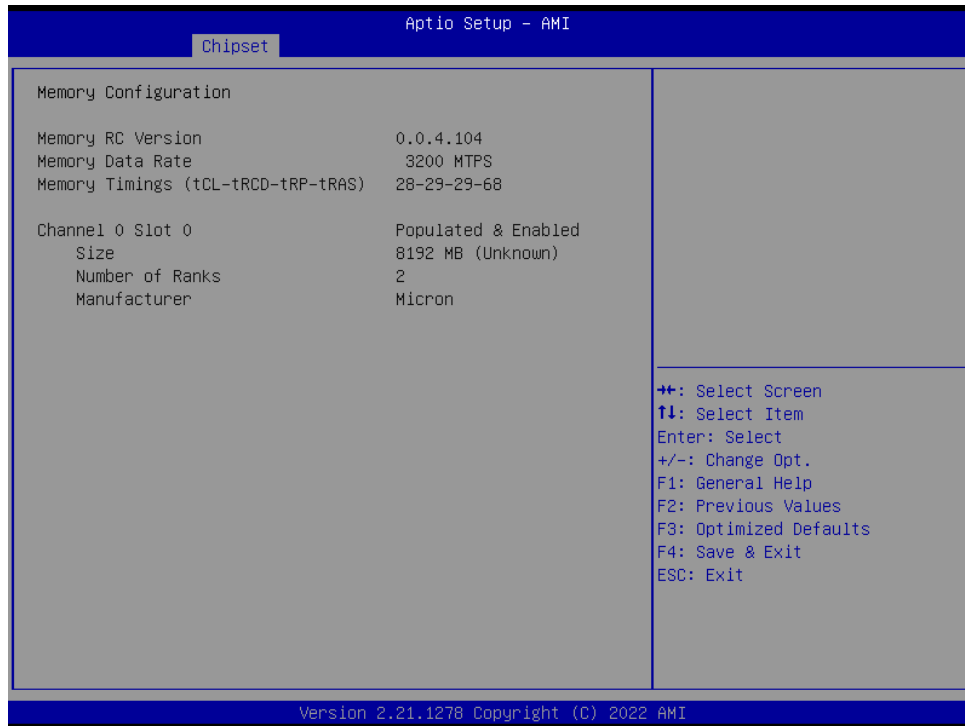 Aptio Setup – AMI
Chipset
Memory Configuration
Memory RC Version 0.0.4.104
Memory Data Rate 3200 MTPS
Memory Timings (tCL-tRCD-tRP-tRAS) 28-29-29-68
Channel 0 Slot 0 Populated & Enabled
Size 8192 MB (Unknown)
Number of Ranks 2
Manufacturer Micron
→←: Select Screen
↑↓: Select Item
Enter: Select
+/-: Change Opt.
F1: General Help
F2: Previous Values
F3: Optimized Defaults
F4: Save & Exit
ESC: Exit
Version 2.21.1278 Copyright (C) 2022 AMI